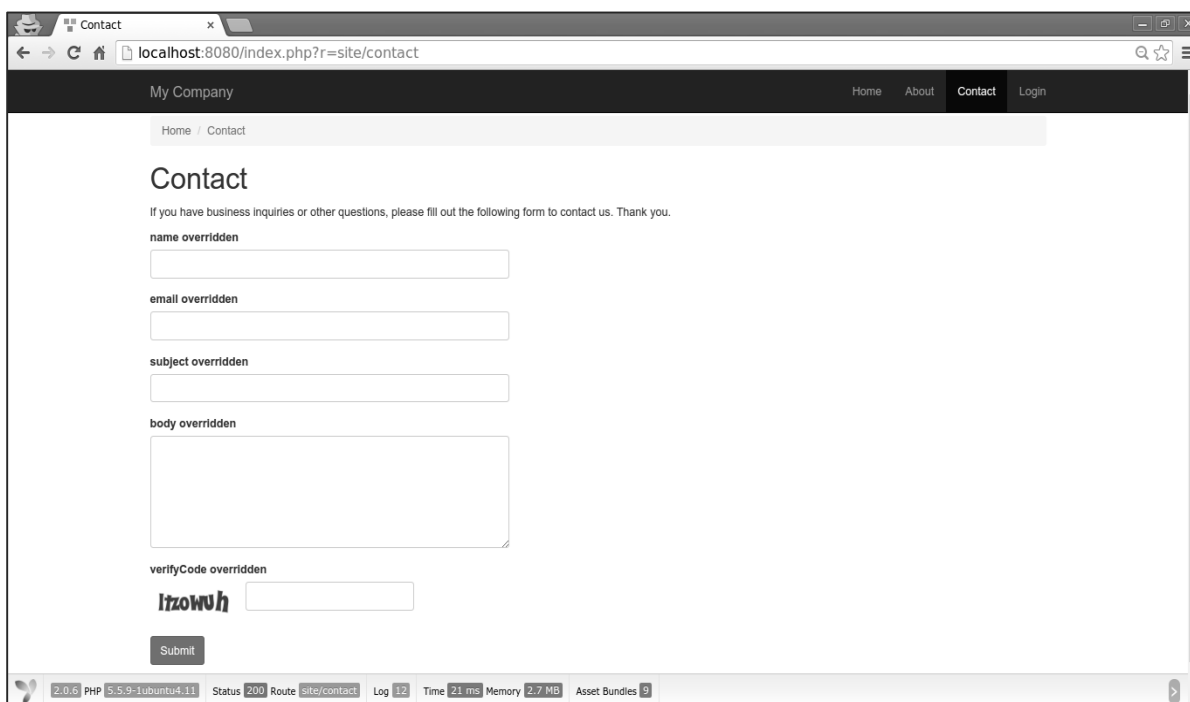 Contact
localhost:8080/index.php?r=site/contact
My Company Home About Contact Login
Home / Contact
Contact
If you have business inquiries or other questions, please fill out the following form to contact us. Thank you.
name overridden
email overridden
subject overridden
body overridden
verifyCode overridden
itzowuh
Submit
2.0.6 PHP 5.5.9-1ubuntu4.11 Status 200 Route site/contact Log 12 Time 21 ms Memory 2.7 MB Asset Bundles 9